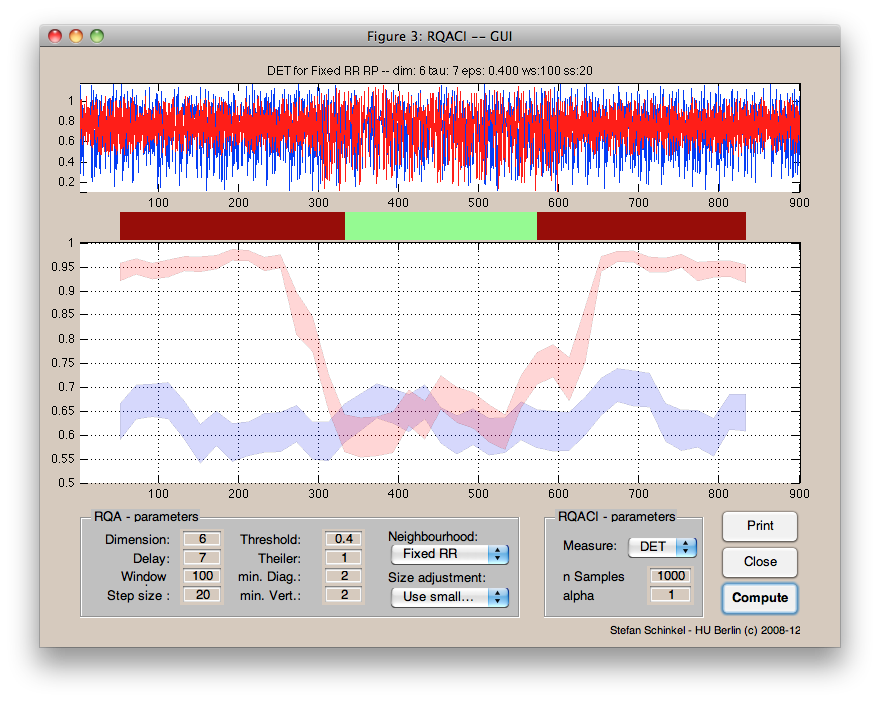 Figure 3: RQACI -- GUI
DET for Fixed RR RP -- dim: 6 tau: 7 eps: 0.400 ws:100 ss:20
1
0.8
0.6
0.4
0.2
100 200 300 400 500 600 700 800 900
1
0.95
0.9
0.85
0.8
0.75
0.7
0.65
0.6
0.55
0.5
100 200 300 400 500 600 700 800 900
RQA - parameters
Dimension: 6 Threshold: 0.4
Delay: 7 Theiler: 1
Window 100 min. Diag.: 2
Step size : 20 min. Vert.: 2
Neighbourhood:
Fixed RR
Size adjustment:
Use small...
RQACI - parameters
Measure: DET
n Samples 1000
alpha 1
Print
Close
Compute
Stefan Schinkel - HU Berlin (c) 2008-12